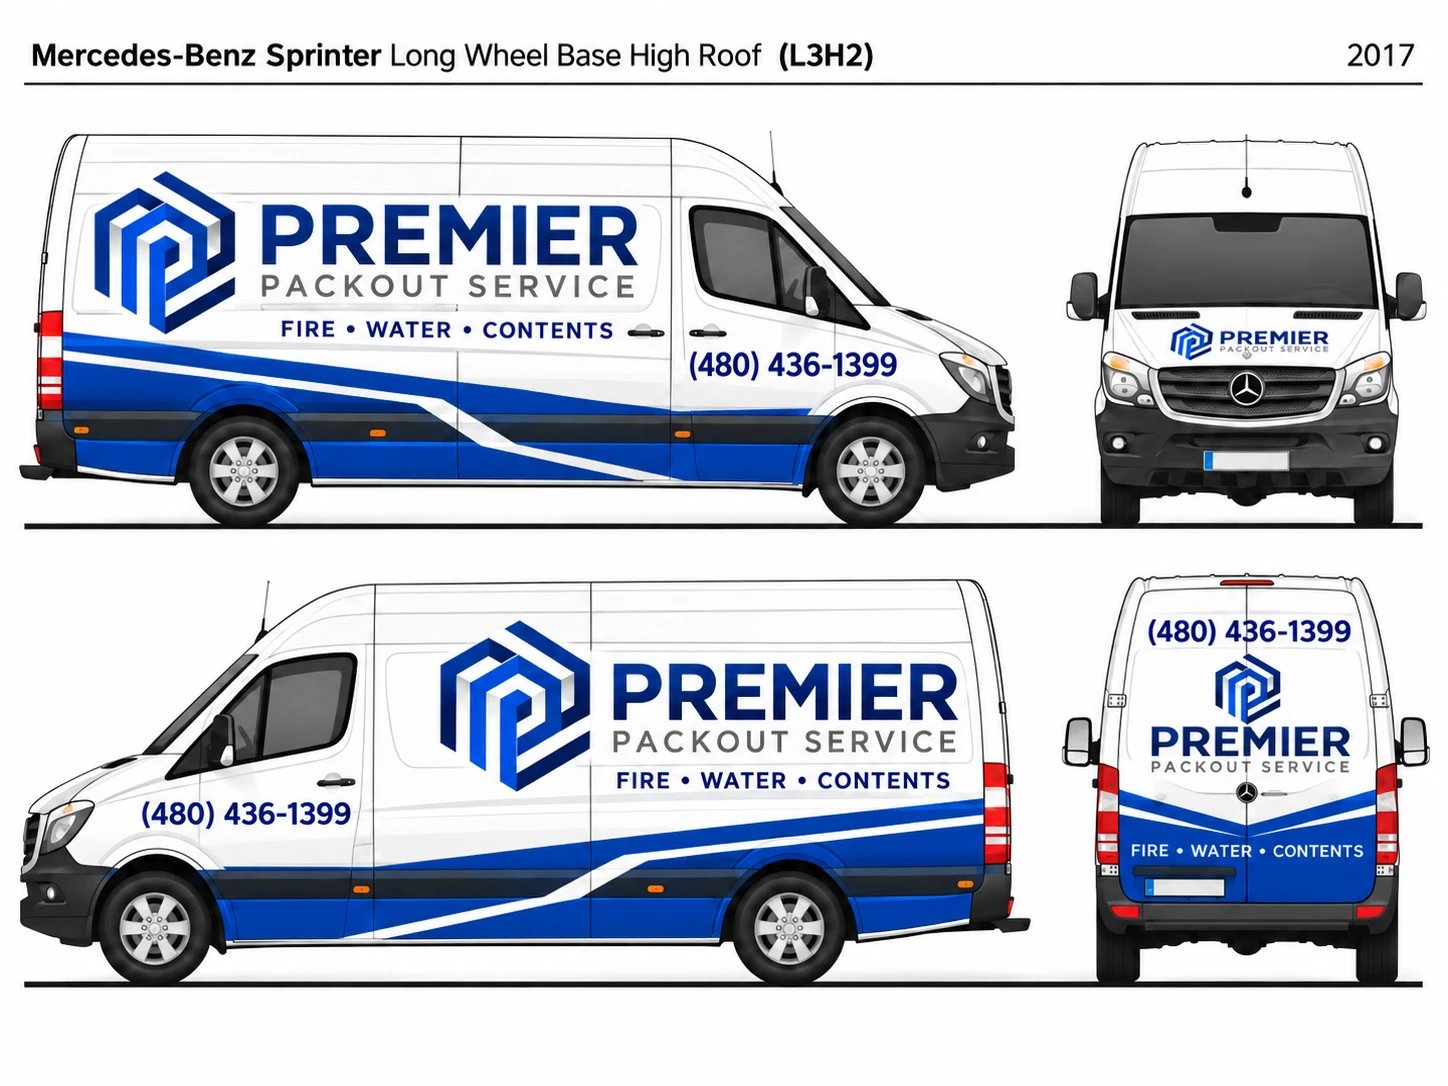 Mercedes-Benz Sprinter Long Wheel Base High Roof (L3H2) 2017
PREMIER
PACKOUT SERVICE
FIRE • WATER • CONTENTS
(480) 436-1399
PREMIER
PACKOUT SERVICE
(480) 436-1399
PREMIER
PACKOUT SERVICE
FIRE • WATER • CONTENTS
(480) 436-1399
PREMIER
PACKOUT SERVICE
FIRE • WATER • CONTENTS